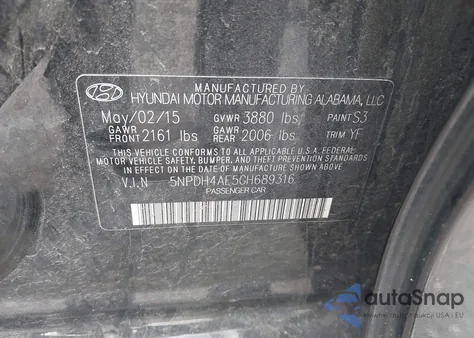 MANUFACTURED BY
HYUNDAI MOTOR MANUFACTURING ALABAMA, LLC
May/02/15 GVWR 3880 lbs. PAINT S3
GAWR FRONT 2161 lbs GAWR REAR 2006 lbs. TRIM YF
THIS VEHICLE CONFORMS TO ALL APPLICABLE U.S. FEDERAL
MOTOR VEHICLE SAFETY, BUMPER, AND THEFT PREVENTION
STANDARDS IN EFFECT ON THE DATE OF MANUFACTURE SHOWN ABOVE.
V.I.N 5NPDH4AE5GH689316
PASSENGER CAR
autoSnap
USA i EU